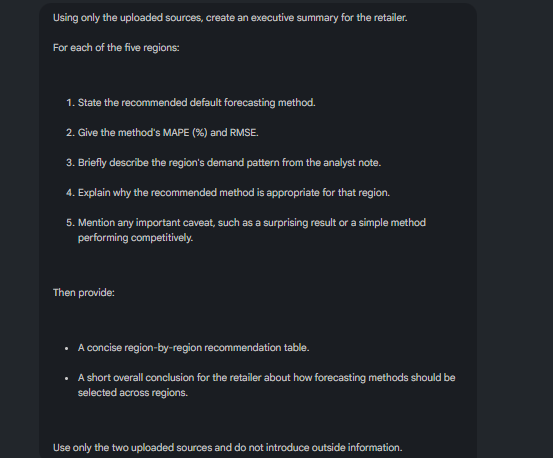 Using only the uploaded sources, create an executive summary for the retailer.
For each of the five regions:
1. State the recommended default forecasting method.
2. Give the method's MAPE (%) and RMSE.
3. Briefly describe the region's demand pattern from the analyst note.
4. Explain why the recommended method is appropriate for that region.
5. Mention any important caveat, such as a surprising result or a simple method
performing competitively.
Then provide:
• A concise region-by-region recommendation table.
• A short overall conclusion for the retailer about how forecasting methods should be
selected across regions.
Use only the two uploaded sources and do not introduce outside information.